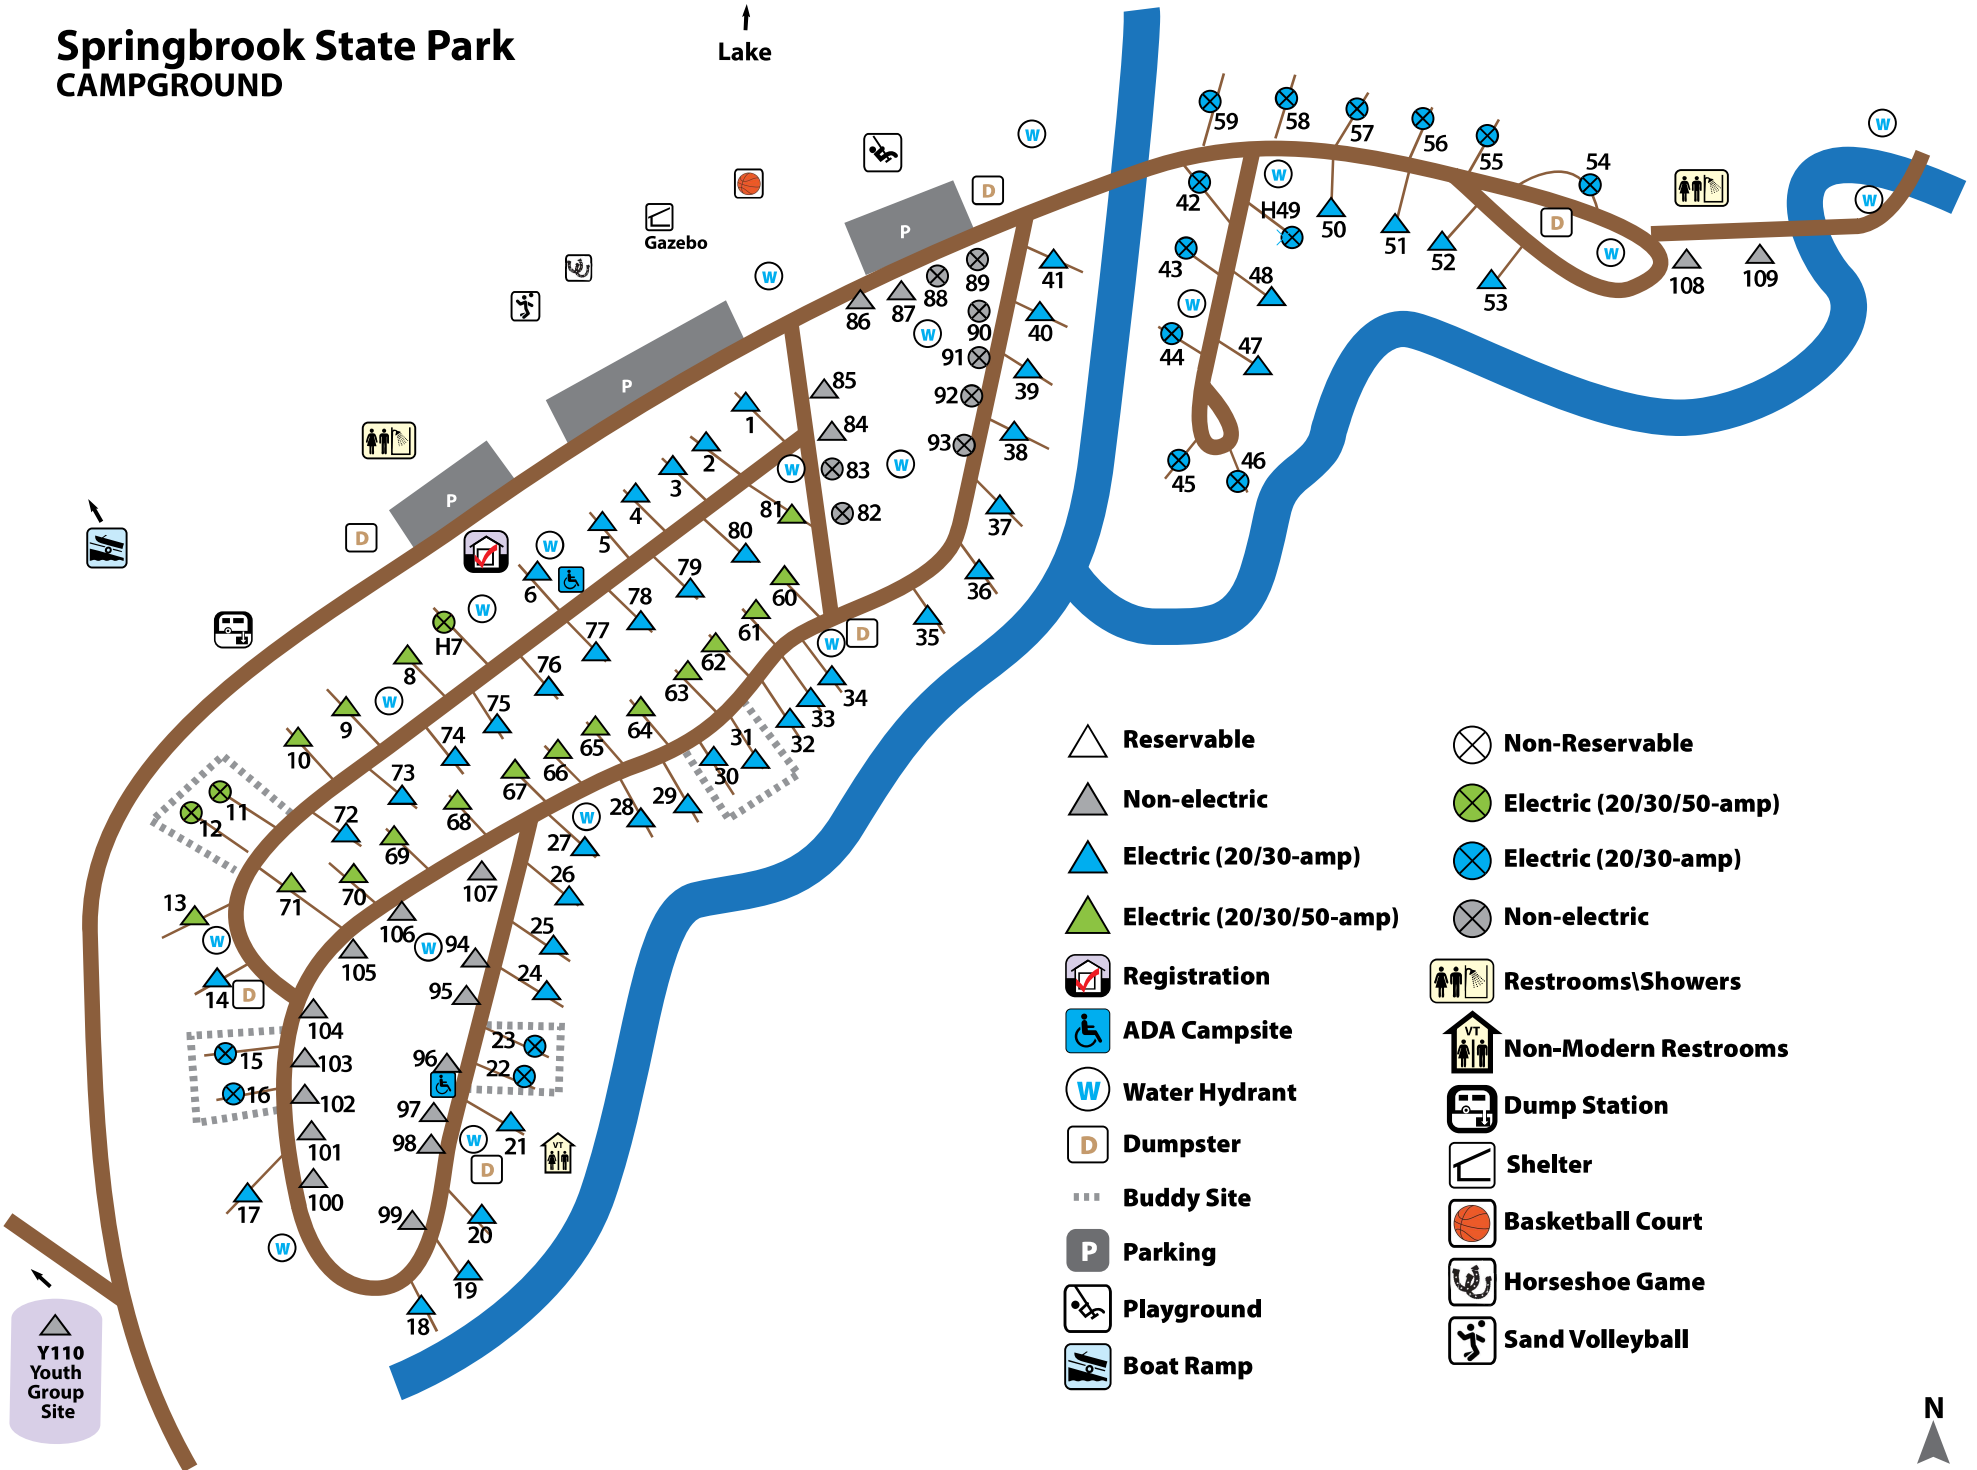 Springbrook State Park
CAMPGROUND
Lake
W
59
58
57
56
55
54
W
D
P
42
W
H49
50
51
52
53
D
W
W
108
109
Gazebo
W
43
48
W
44
47
45
46
86
87
88
89
90
91
92
93
W
41
40
39
38
37
36
35
P
85
84
83
82
W
W
1
2
3
4
5
6
H7
8
9
10
11
12
P
D
W
W
W
81
80
79
78
77
76
75
74
73
72
71
60
61
62
63
64
65
66
67
68
69
70
W
D
34
33
32
31
30
29
28
27
W
26
25
24
23
22
21
20
19
18
13
W
14
D
15
16
17
W
107
106
105
104
103
102
101
100
W
94
95
96
97
98
99
W
D
VT
Y110
Youth
Group
Site
Reservable
Non-electric
Electric (20/30-amp)
Electric (20/30/50-amp)
Registration
ADA Campsite
W Water Hydrant
D Dumpster
Buddy Site
P Parking
Playground
Boat Ramp
Non-Reservable
Electric (20/30/50-amp)
Electric (20/30-amp)
Non-electric
Restrooms\Showers
VT Non-Modern Restrooms
Dump Station
Shelter
Basketball Court
Horseshoe Game
Sand Volleyball
N